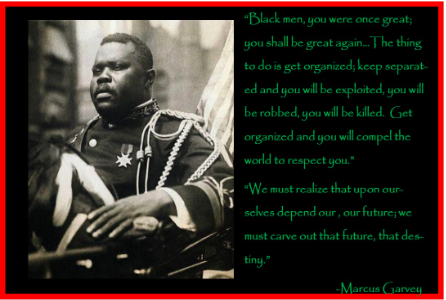 “Black men, you were once great;
you shall be great again...The thing
to do is get organized; keep separat-
ed and you will be exploited, you will
be robbed, you will be killed. Get
organized and you will compel the
world to respect you.”
“We must realize that upon our-
selves depend our , our future; we
must carve out that future, that des-
tiny.”
-Marcus Garvey